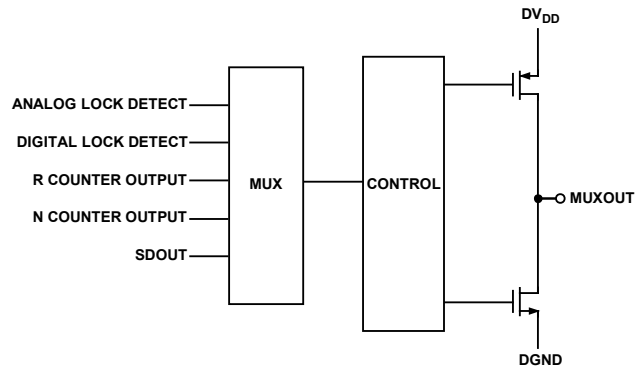 DVDD
ANALOG LOCK DETECT
DIGITAL LOCK DETECT
R COUNTER OUTPUT
N COUNTER OUTPUT
SDOUT
MUX
CONTROL
MUXOUT
DGND